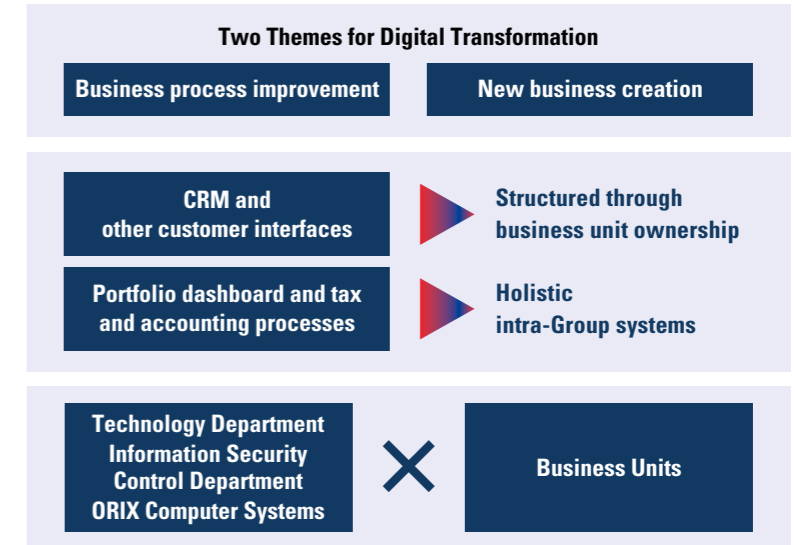 Two Themes for Digital Transformation
Business process improvement
New business creation
CRM and
other customer interfaces
Structured through
business unit ownership
Portfolio dashboard and tax
and accounting processes
Holistic
intra-Group systems
Technology Department
Information Security
Control Department
ORIX Computer Systems
Business Units